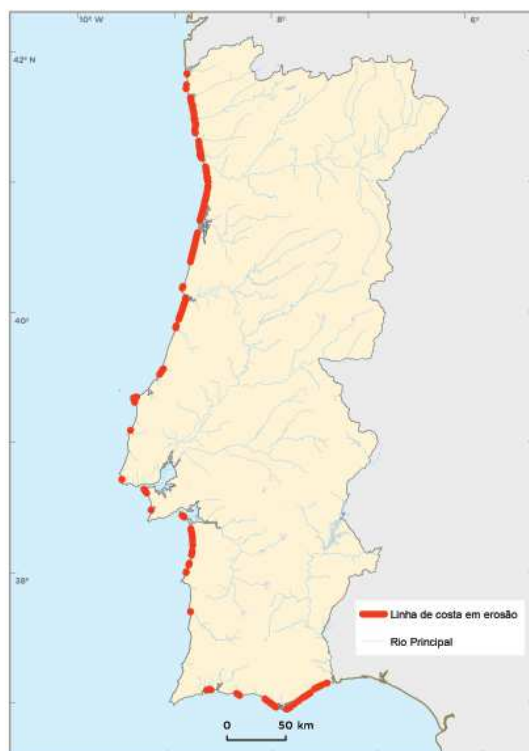 10° W
8°
6°
42° N
40°
38°
Linha de costa em erosão
Rio Principal
0 50 km